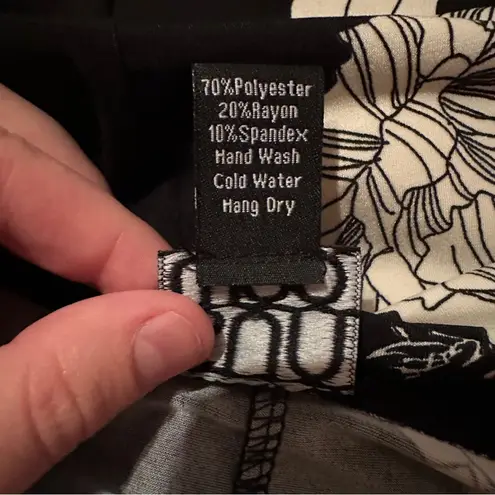 70%Polyester
20%Rayon
10%Spandex
Hand Wash
Cold Water
Hang Dry